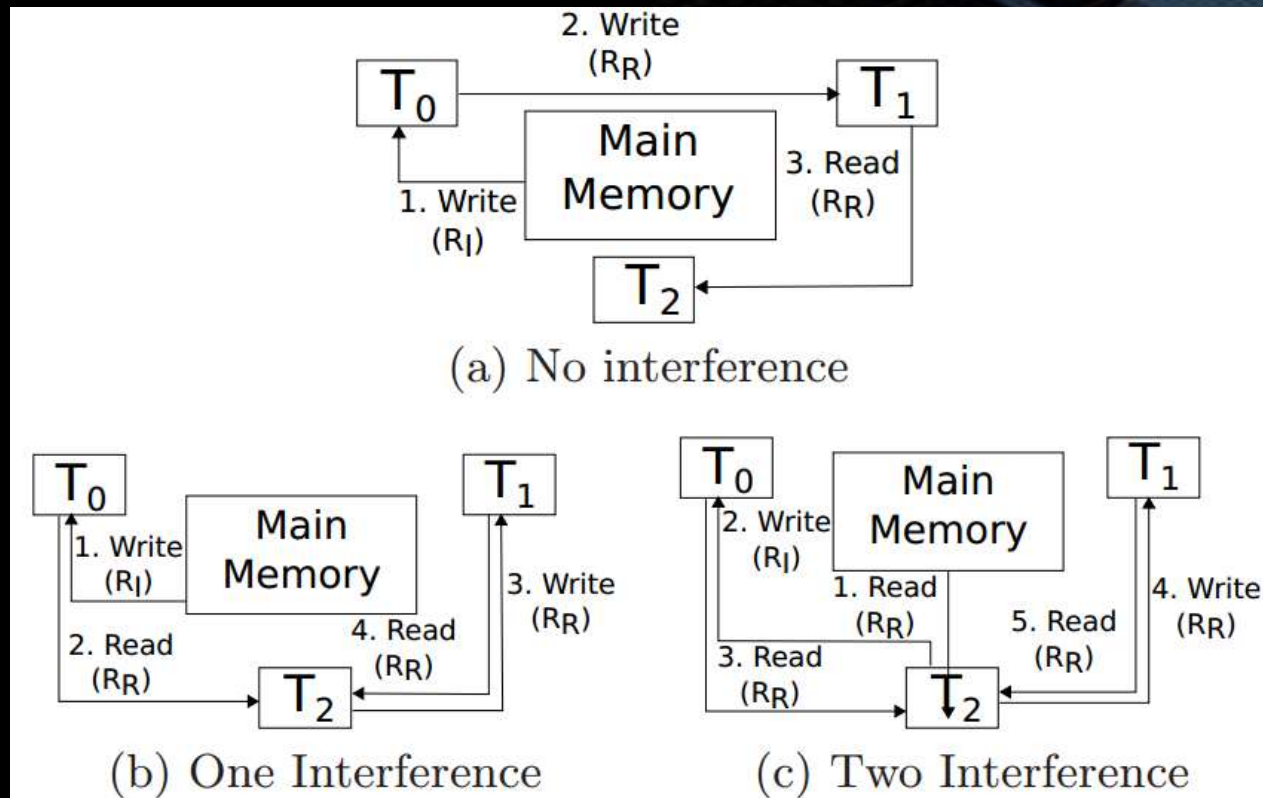 2. Write
(RR)
T0
T1
Main
Memory
3. Read
(RR)
1. Write
(RI)
T2
(a) No interference
T0
T1
Main
Memory
1. Write
(RI)
3. Write
(RR)
2. Read
(RR)
4. Read
(RR)
T2
(b) One Interference
T0
T1
Main
Memory
2. Write
(RI)
1. Read
(RR)
4. Write
(RR)
3. Read
(RR)
5. Read
(RR)
T2
(c) Two Interference